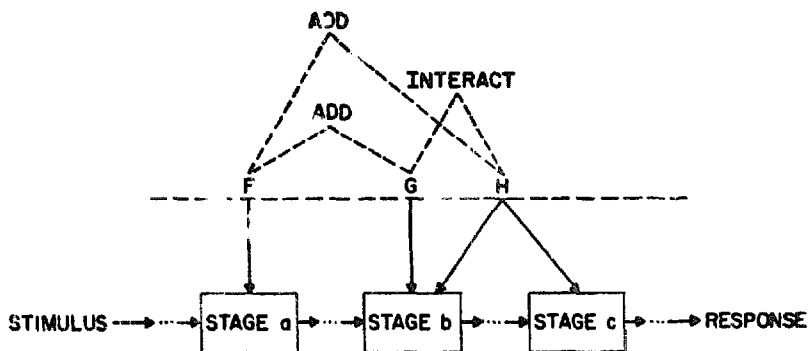 ADD
INTERACT
ADD
F G H
STIMULUS STAGE a STAGE b STAGE c RESPONSE